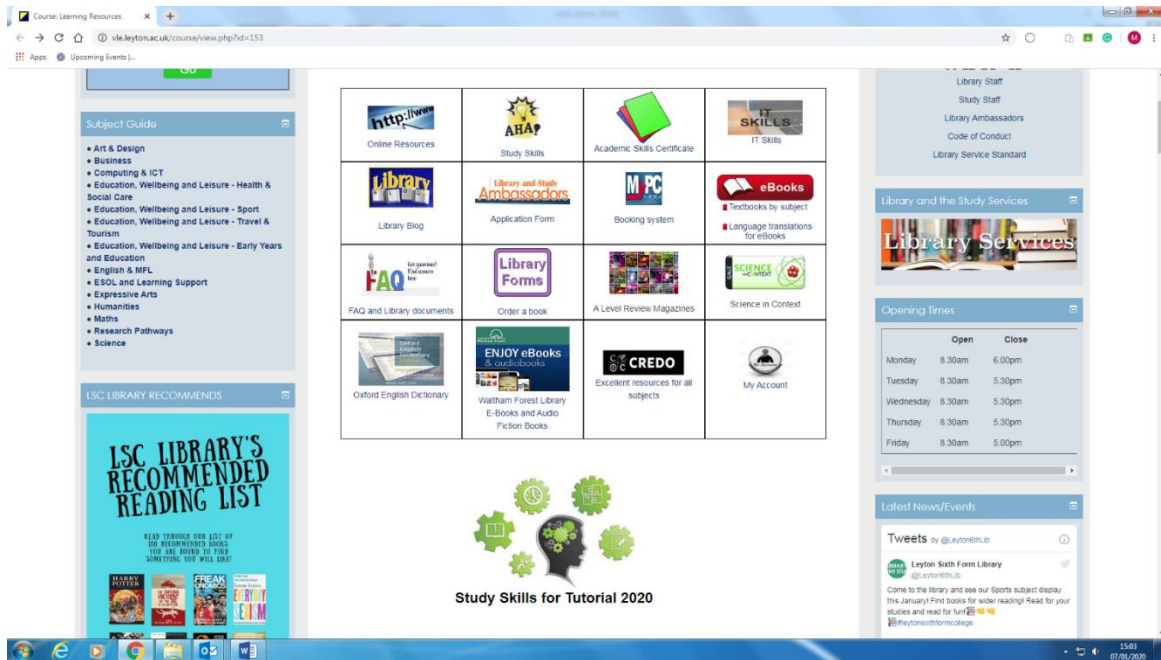 Course: Learning Resources
vle.leyton.ac.uk/course/view.php?id=153
M
Apps
Upcoming Events |...
Go
Subject Guide
• Art & Design
• Business
• Computing & ICT
• Education, Wellbeing and Leisure - Health &
Social Care
• Education, Wellbeing and Leisure - Sport
• Education, Wellbeing and Leisure - Travel &
Tourism
• Education, Wellbeing and Leisure - Early Years
and Education
• English & MFL
• ESOL and Learning Support
• Expressive Arts
• Humanities
• Maths
• Research Pathways
• Science
LSC LIBRARY RECOMMENDS
LSC LIBRARY'S
RECOMMENDED
READING LIST
READ THROUGH OUR LIST OF
100 RECOMMENDED BOOKS.
YOU ARE BOUND TO FIND
SOMETHING YOU WILL LIKE!
HARRY
POTTER
FREAK
ONOMICS
EVERYDAY
SEXISM
http://www
Online Resources
AHA?
Study Skills
Academic Skills Certificate
IT
SKILLS
IT Skills
Library
Library Blog
Library and Study
Ambassadors
Application Form
Booking system
eBooks
Textbooks by subject
Language translations
for eBooks
FAQ
Got questions?
Find answers
here
FAQ and Library documents
Library
Forms
Order a book
A Level Review Magazines
SCIENCE
IN CONTEXT
Science in Context
Oxford
English
Dictionary
Oxford English Dictionary
ENJOY eBooks
& audiobooks
Waltham Forest Library
E-Books and Audio
Fiction Books
CREDO
Excellent resources for all
subjects
My Account
Study Skills for Tutorial 2020
Library Staff
Study Staff
Library Ambassadors
Code of Conduct
Library Service Standard
Library and the Study Services
Library Services
Opening Times
Open Close
Monday 8.30am 6.00pm
Tuesday 8.30am 5.30pm
Wednesday 8.30am 5.30pm
Thursday 8.30am 5.30pm
Friday 8.30am 5.00pm
Latest News/Events
Tweets by @Leyton6thLib
Leyton Sixth Form Library
@Leyton6thLib
Come to the library and see our Sports subject display
this January! Find books for wider reading! Read for your
studies and read for fun!
#leytonsixthformcollege
15:03
07/01/2020